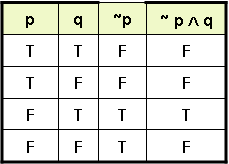 p q ~p ~ p ∧ q
T T F F
T F F F
F T T T
F F T F